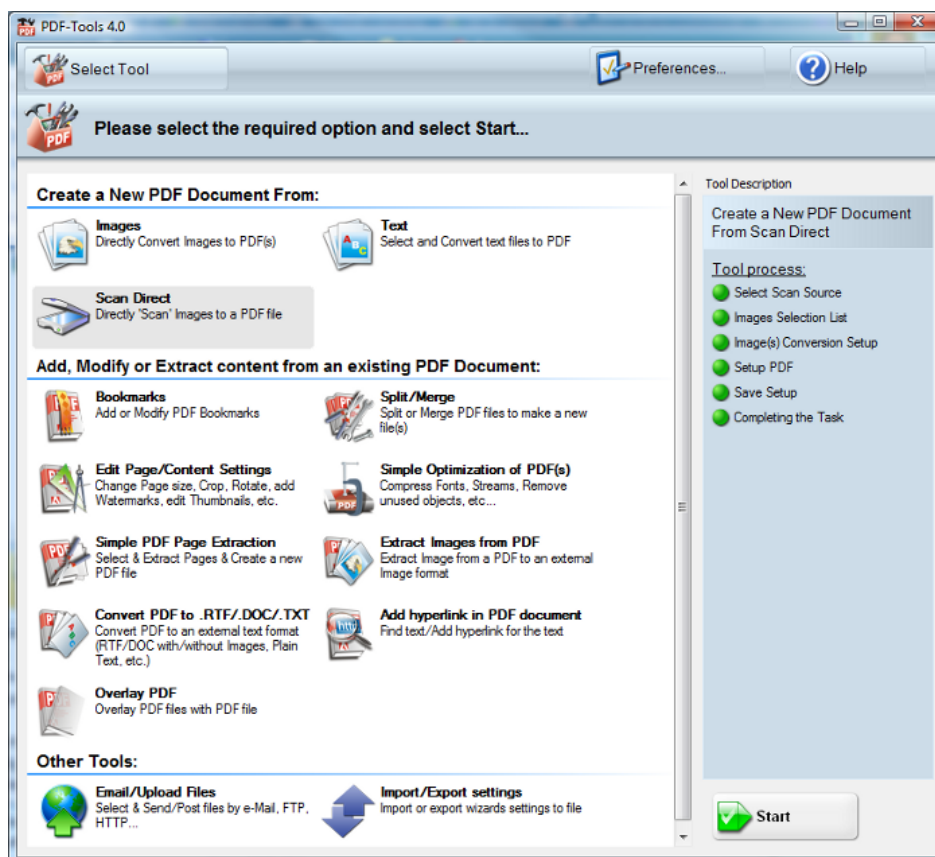 PDF-Tools 4.0
Select Tool
Preferences...
Help
Please select the required option and select Start...
Create a New PDF Document From:
Images
Directly Convert Images to PDF(s)
Text
Select and Convert text files to PDF
Scan Direct
Directly 'Scan' Images to a PDF file
Add, Modify or Extract content from an existing PDF Document:
Bookmarks
Add or Modify PDF Bookmarks
Split/Merge
Split or Merge PDF files to make a new
file(s)
Edit Page/Content Settings
Change Page size, Crop, Rotate, add
Watermarks, edit Thumbnails, etc.
Simple Optimization of PDF(s)
Compress Fonts, Streams, Remove
unused objects, etc...
Simple PDF Page Extraction
Select & Extract Pages & Create a new
PDF file
Extract Images from PDF
Extract Image from a PDF to an external
Image format
Convert PDF to .RTF/.DOC/.TXT
Convert PDF to an external text format
(RTF/DOC with/without Images, Plain
Text, etc.)
Add hyperlink in PDF document
Find text/Add hyperlink for the text
Overlay PDF
Overlay PDF files with PDF file
Other Tools:
Email/Upload Files
Select & Send/Post files by e-Mail, FTP,
HTTP...
Import/Export settings
Import or export wizards settings to file
Tool Description
Create a New PDF Document
From Scan Direct
Tool process:
Select Scan Source
Images Selection List
Image(s) Conversion Setup
Setup PDF
Save Setup
Completing the Task
Start